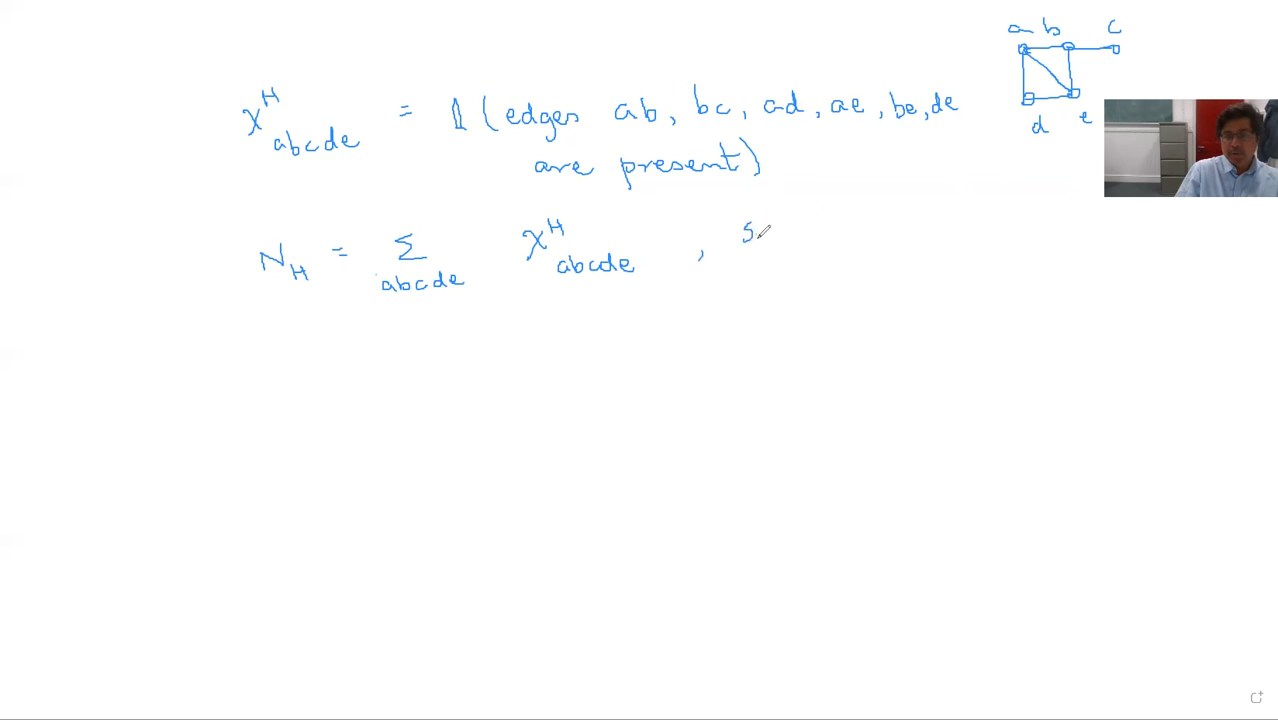 a b c
χ^H_abcde = 𝟙 (edges ab, bc, ad, ae, be, de
d e
are present)
N_H = Σ_abcde χ^H_abcde , s